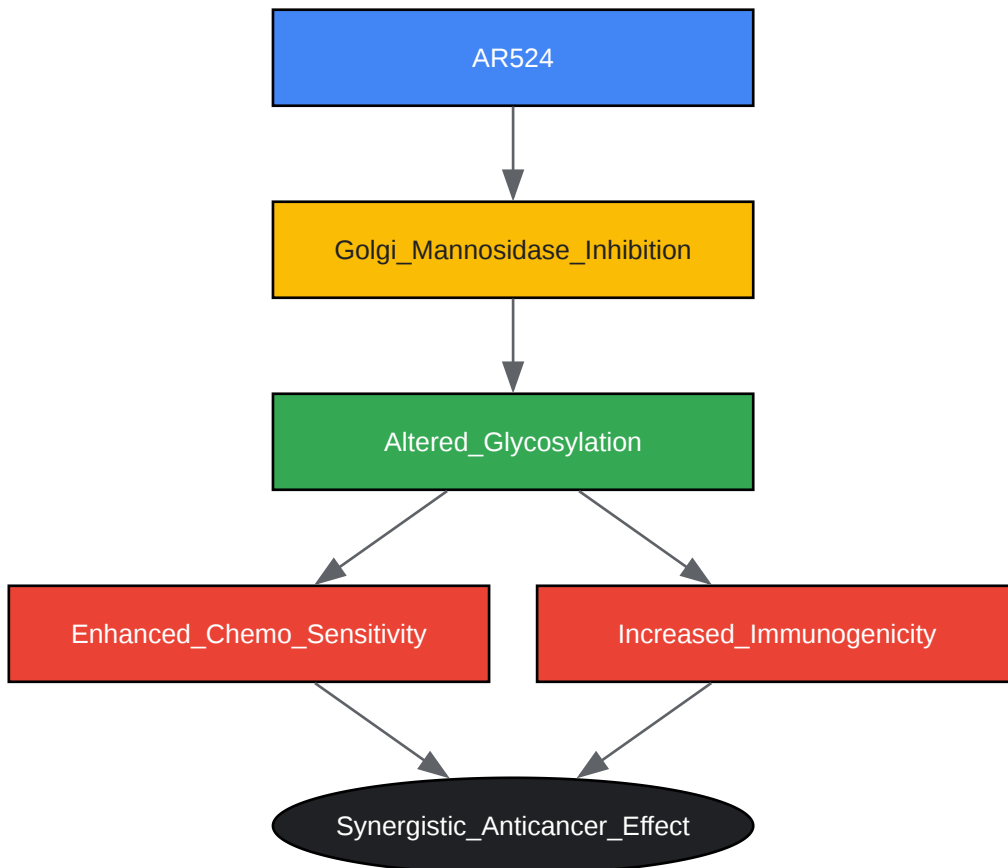 AR524
Golgi_Mannosidase_Inhibition
Altered_Glycosylation
Enhanced_Chemo_Sensitivity
Increased_Immunogenicity
Synergistic_Anticancer_Effect